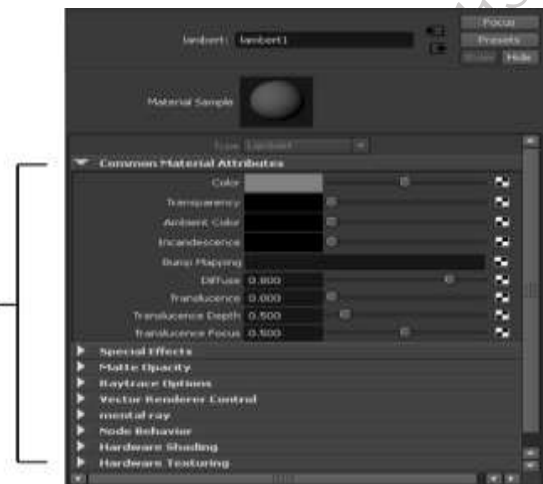 Focus
lambert: lambert1
Presets
Show Hide
Material Sample
Type Lambert
Common Material Attributes
Color
Transparency
Ambient Color
Incandescence
Bump Mapping
Diffuse 0.800
Translucence 0.000
Translucence Depth 0.500
Translucence Focus 0.500
Special Effects
Matte Opacity
Raytrace Options
Vector Renderer Control
mental ray
Node Behavior
Hardware Shading
Hardware Texturing